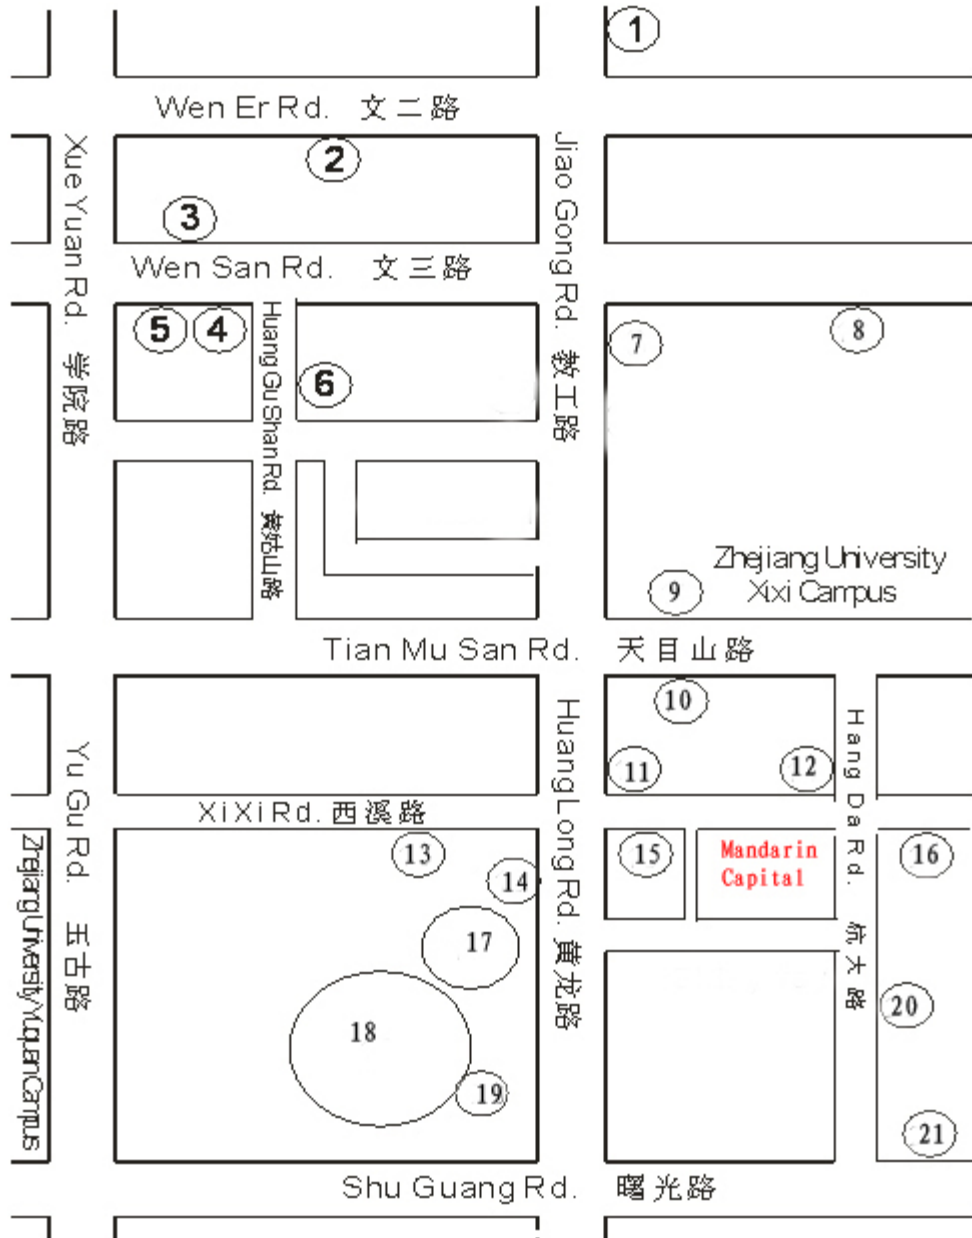 1
Wen Er Rd. 文二路
Xue Yuan Rd. 学院路
Jiao Gong Rd. 教工路
2
3
Wen San Rd. 文三路
5
4
Huang Gu Shan Rd. 黄姑山路
6
7
8
Zhejiang University
Xixi Campus
9
Tian Mu San Rd. 天目山路
10
11
12
Hang Da Rd. 杭大路
Huang Long Rd. 黄龙路
Yu Gu Rd. 玉古路
XiXi Rd. 西溪路
Zhejiang University Yuquan Campus
13
14
15
Mandarin
Capital
16
17
18
19
20
21
Shu Guang Rd. 曙光路